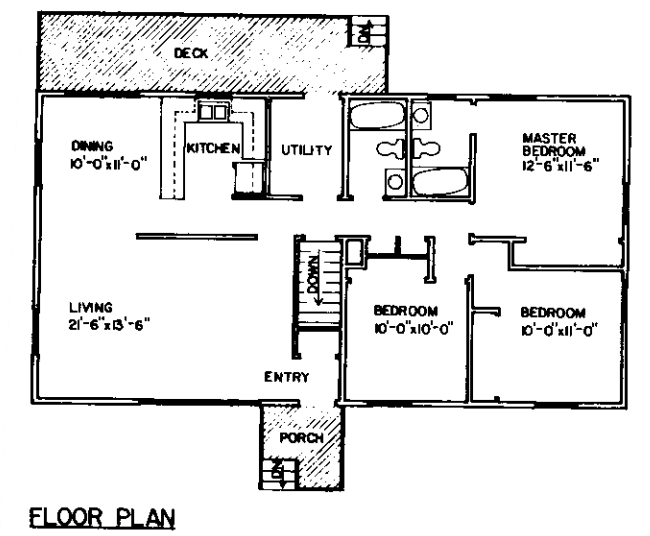 DN
DECK
DINING
10'-0"x11'-0"
KITCHEN
UTILITY
MASTER
BEDROOM
12'-6"x11'-6"
DOWN
LIVING
21'-6"x13'-6"
BEDROOM
10'-0"x10'-0"
BEDROOM
10'-0"x11'-0"
ENTRY
PORCH
DN
FLOOR PLAN